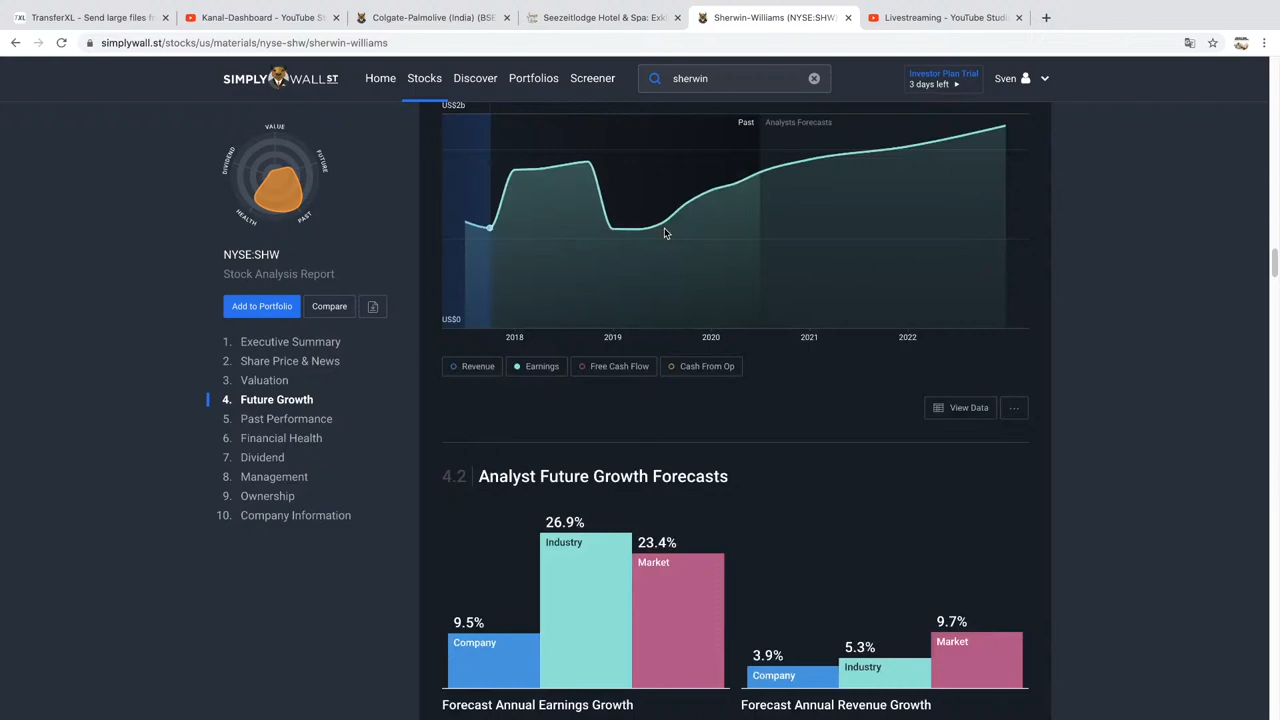 TransferXL - Send large files f
Kanal-Dashboard - YouTube St
Colgate-Palmolive (India) (BSE
Seezeitlodge Hotel & Spa: Exkl
Sherwin-Williams (NYSE:SHW)
Livestreaming - YouTube Studi
simplywall.st/stocks/us/materials/nyse-shw/sherwin-williams
SIMPLY WALL ST
Home
Stocks
Discover
Portfolios
Screener
sherwin
Investor Plan Trial
3 days left
Sven
VALUE
FUTURE
PAST
HEALTH
DIVIDEND
NYSE:SHW
Stock Analysis Report
Add to Portfolio
Compare
1. Executive Summary
2. Share Price & News
3. Valuation
4. Future Growth
5. Past Performance
6. Financial Health
7. Dividend
8. Management
9. Ownership
10. Company Information
US$2b
Past
Analysts Forecasts
US$0
2018
2019
2020
2021
2022
Revenue
Earnings
Free Cash Flow
Cash From Op
View Data
...
4.2 Analyst Future Growth Forecasts
9.5%
Company
26.9%
Industry
23.4%
Market
Forecast Annual Earnings Growth
3.9%
Company
5.3%
Industry
9.7%
Market
Forecast Annual Revenue Growth